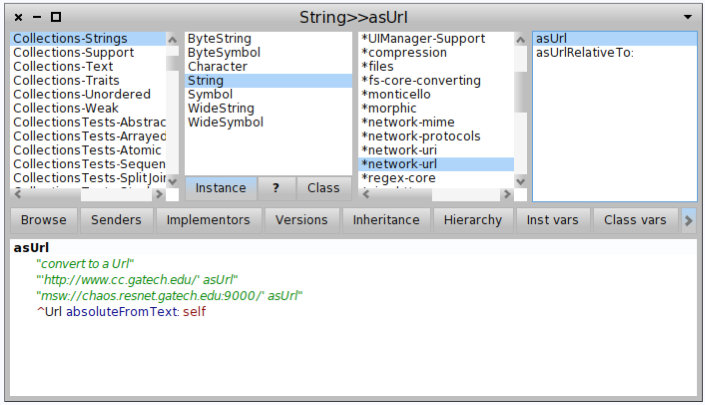 String>>asUrl
Collections-Strings
Collections-Support
Collections-Text
Collections-Traits
Collections-Unordered
Collections-Weak
CollectionsTests-Abstrac
CollectionsTests-Arrayed
CollectionsTests-Atomic
CollectionsTests-Sequen
CollectionsTests-SplitJoin
ByteString
ByteSymbol
Character
String
Symbol
WideString
WideSymbol
Instance ? Class
*UIManager-Support
*compression
*files
*fs-core-converting
*monticello
*morphic
*network-mime
*network-protocols
*network-uri
*network-url
*regex-core
asUrl
asUrlRelativeTo:
Browse Senders Implementors Versions Inheritance Hierarchy Inst vars Class vars
asUrl
"convert to a Url"
"'http://www.cc.gatech.edu/' asUrl"
"msw://chaos.resnet.gatech.edu:9000/' asUrl"
^Url absoluteFromText: self